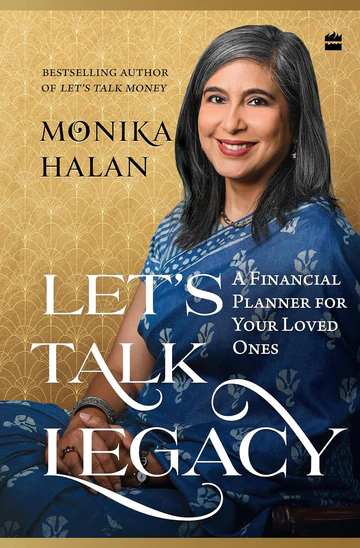 BESTSELLING AUTHOR
OF LET'S TALK MONEY
MONIKA
HALAN
LET'S
TALK
LEGACY
A FINANCIAL
PLANNER FOR
YOUR LOVED
ONES